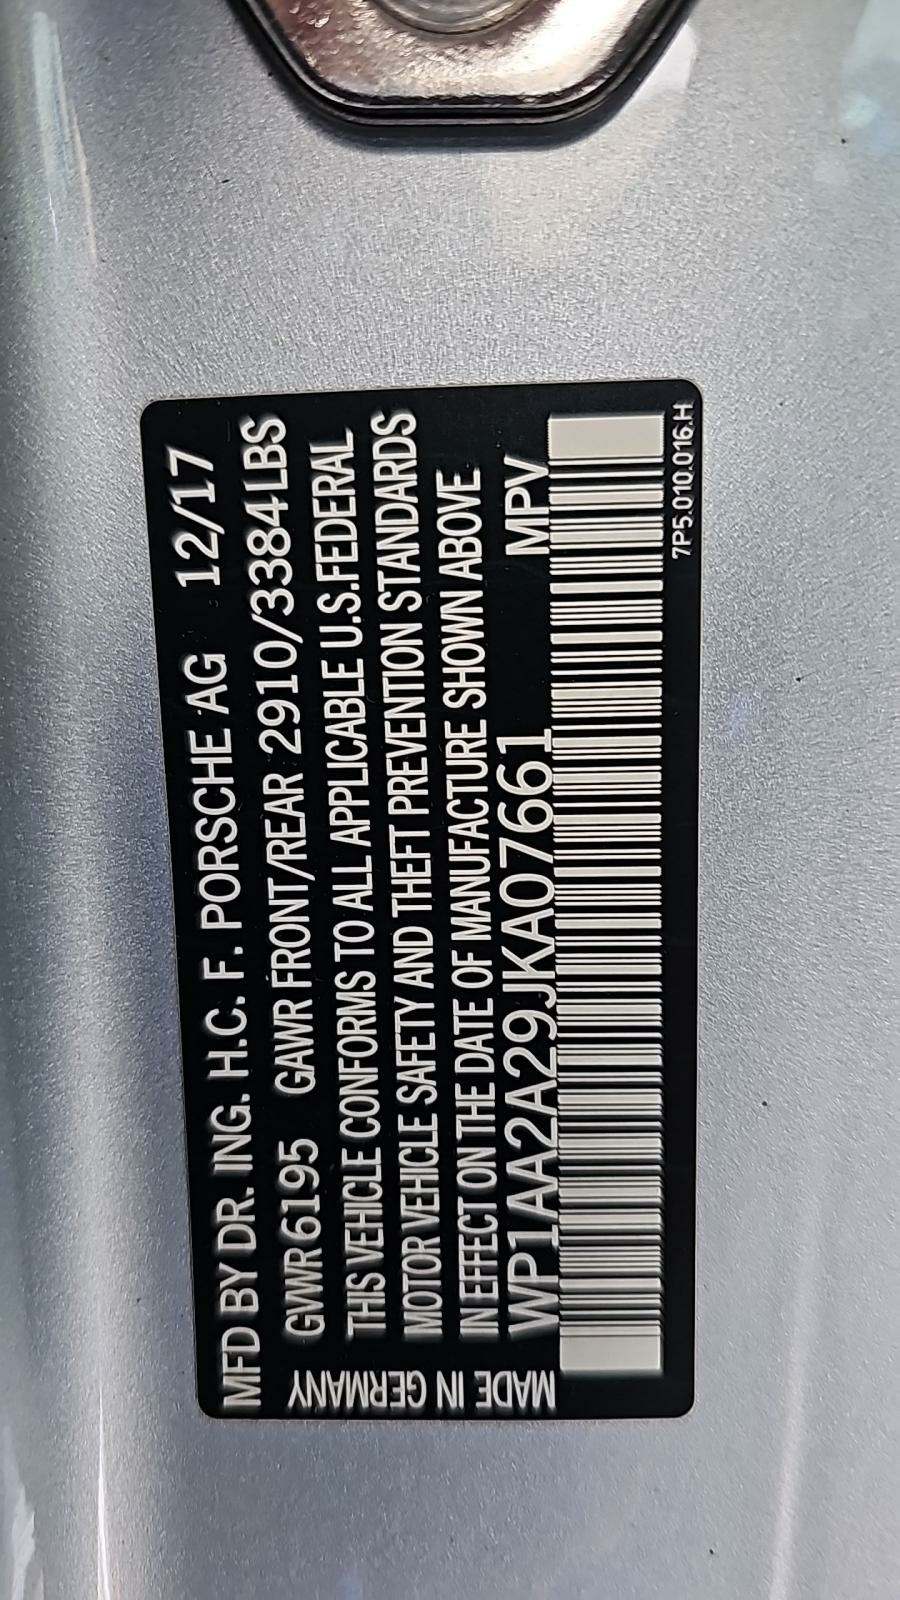 MFD BY DR. ING. H.C. F. PORSCHE AG 12/17
GVWR 6195 GAWR FRONT/REAR 2910/3384LBS
THIS VEHICLE CONFORMS TO ALL APPLICABLE U.S.FEDERAL
MOTOR VEHICLE SAFETY AND THEFT PREVENTION STANDARDS
IN EFFECT ON THE DATE OF MANUFACTURE SHOWN ABOVE
WP1AA2A29JKA07661 MPV
MADE IN GERMANY
7P5.010.016.H